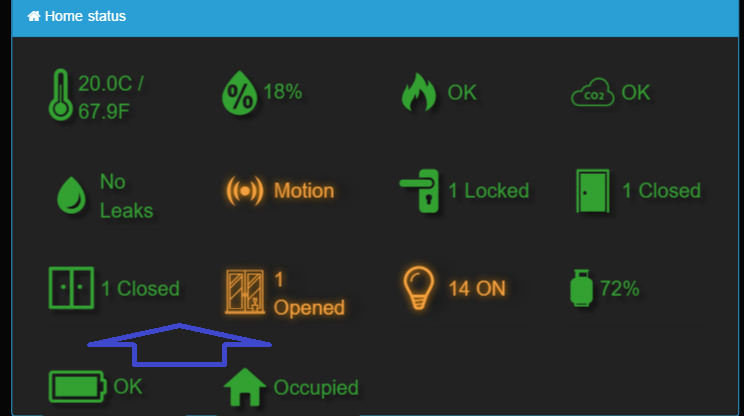 Home status
20.0C /
67.9F
% 18%
OK
CO2 OK
No
Leaks
Motion
1 Locked
1 Closed
1 Closed
1
Opened
14 ON
72%
OK
Occupied